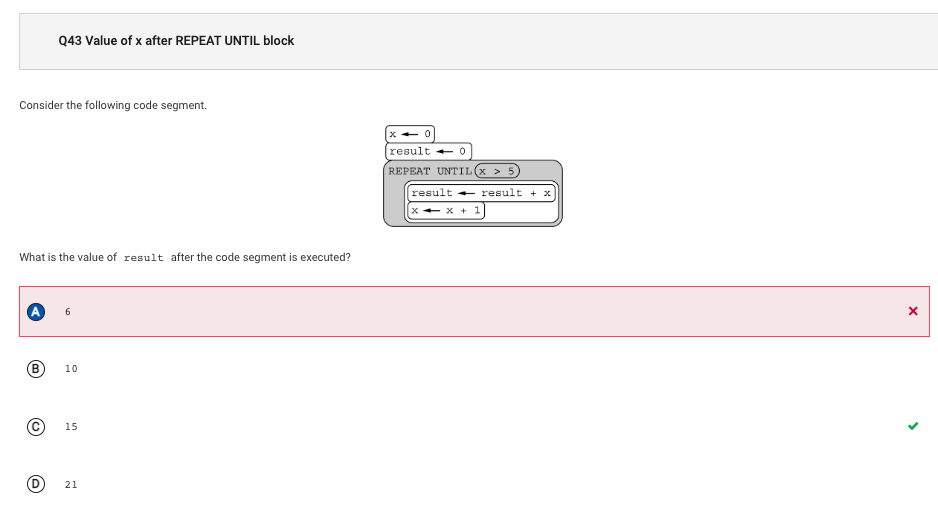 Q43 Value of x after REPEAT UNTIL block
Consider the following code segment.
x ← 0
result ← 0
REPEAT UNTIL x > 5
result ← result + x
x ← x + 1
What is the value of result after the code segment is executed?
A 6
B 10
C 15
D 21